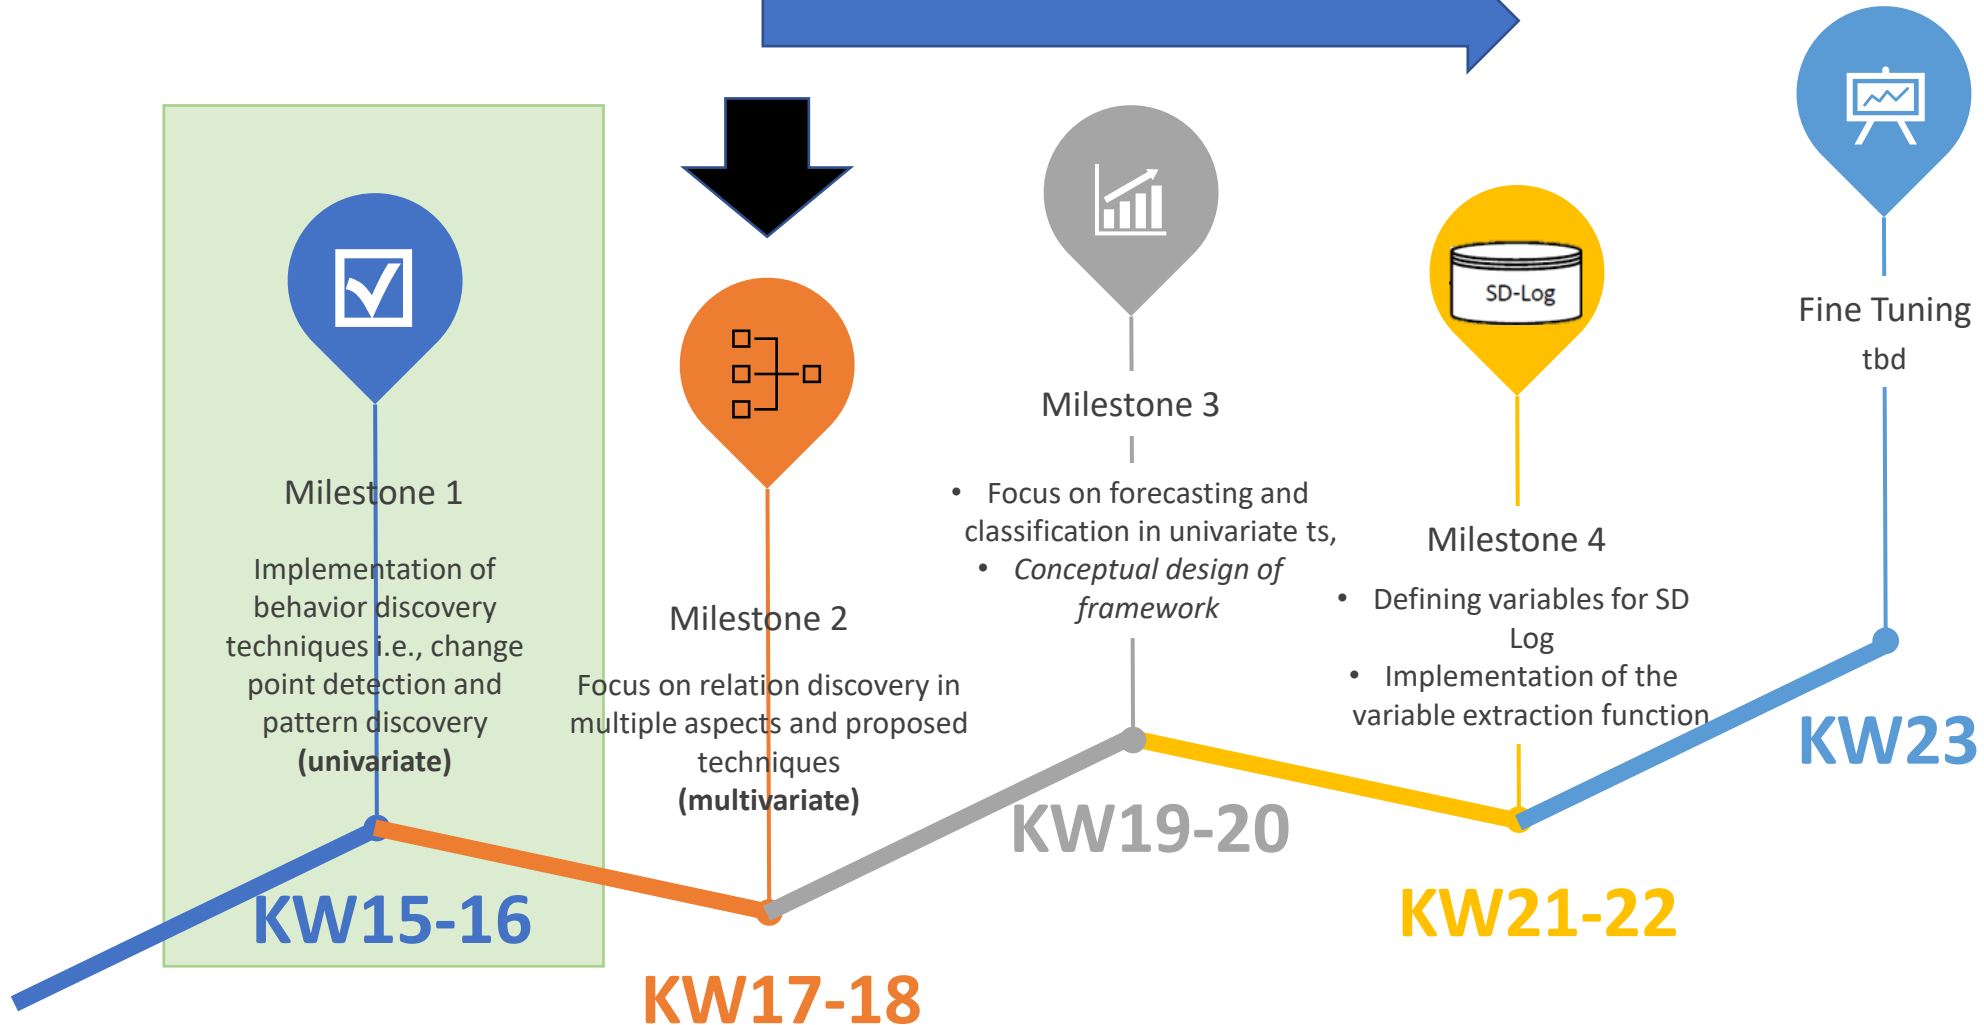 Milestone 1
Implementation of
behavior discovery
techniques i.e., change
point detection and
pattern discovery
(univariate)
KW15-16
Milestone 2
Focus on relation discovery in
multiple aspects and proposed
techniques
(multivariate)
KW17-18
Milestone 3
• Focus on forecasting and
classification in univariate ts,
• Conceptual design of
framework
KW19-20
SD-Log
Milestone 4
• Defining variables for SD
Log
• Implementation of the
variable extraction function
KW21-22
Fine Tuning
tbd
KW23